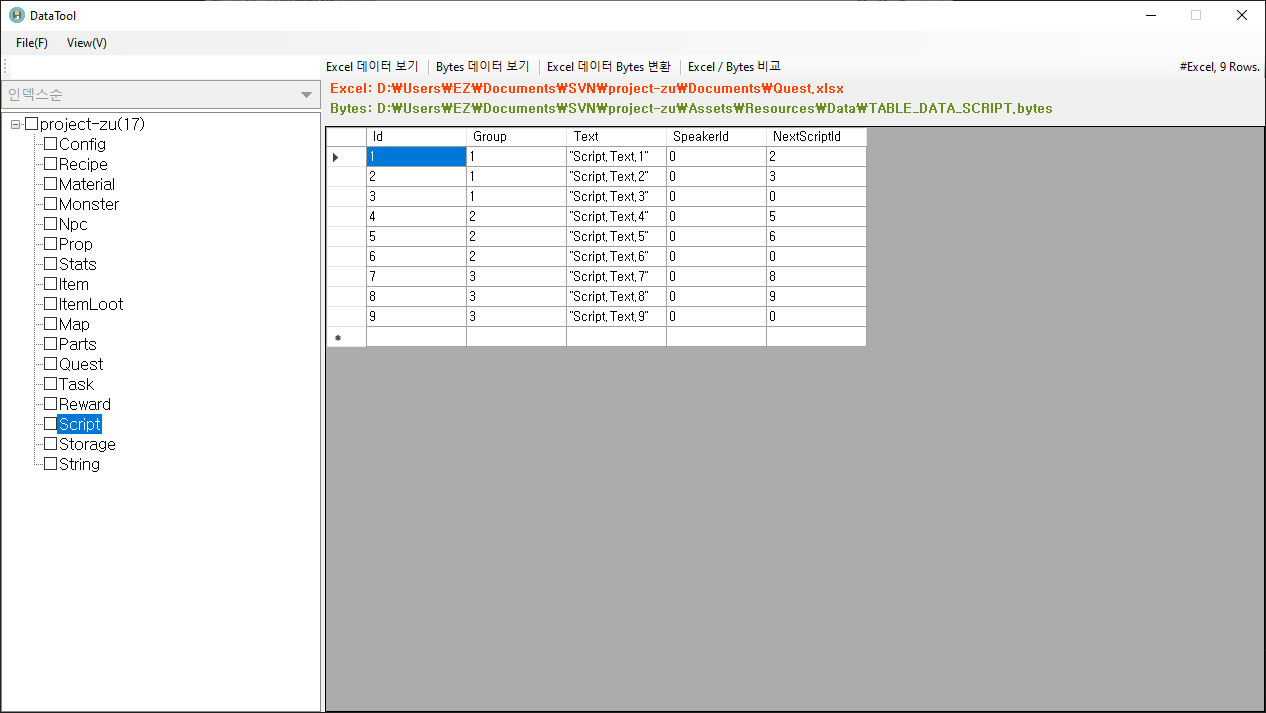 DataTool
File(F) View(V)
Excel 데이터 보기 Bytes 데이터 보기 Excel 데이터 Bytes 변환 Excel / Bytes 비교 #Excel, 9 Rows.
인덱스순
Excel: D:₩Users₩EZ₩Documents₩SVN₩project-zu₩Documents₩Quest.xlsx
Bytes: D:₩Users₩EZ₩Documents₩SVN₩project-zu₩Assets₩Resources₩Data₩TABLE_DATA_SCRIPT.bytes
project-zu(17)
Config
Recipe
Material
Monster
Npc
Prop
Stats
Item
ItemLoot
Map
Parts
Quest
Task
Reward
Script
Storage
String
Id Group Text SpeakerId NextScriptId
1 1 "Script.Text.1" 0 2
2 1 "Script.Text.2" 0 3
3 1 "Script.Text.3" 0 0
4 2 "Script.Text.4" 0 5
5 2 "Script.Text.5" 0 6
6 2 "Script.Text.6" 0 0
7 3 "Script.Text.7" 0 8
8 3 "Script.Text.8" 0 9
9 3 "Script.Text.9" 0 0